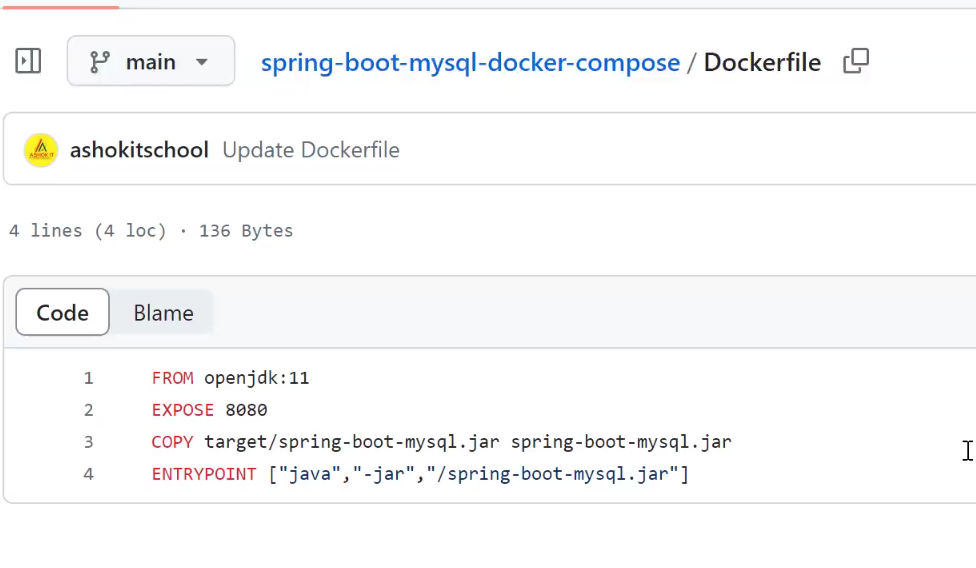 main
spring-boot-mysql-docker-compose / Dockerfile
ashokitschool Update Dockerfile
4 lines (4 loc) · 136 Bytes
Code Blame
1 FROM openjdk:11
2 EXPOSE 8080
3 COPY target/spring-boot-mysql.jar spring-boot-mysql.jar
4 ENTRYPOINT ["java","-jar","/spring-boot-mysql.jar"]